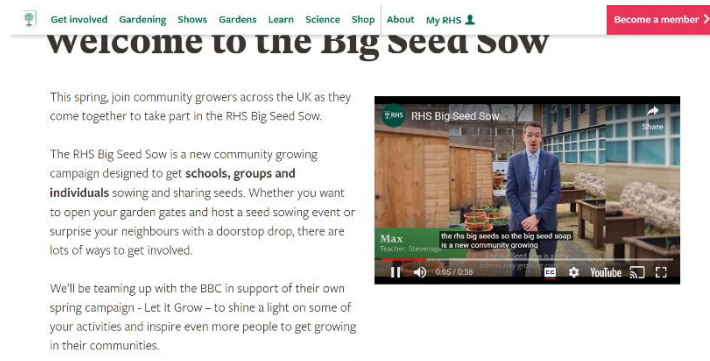 Get involved Gardening Shows Gardens Learn Science Shop About My RHS
Become a member
Welcome to the Big Seed Sow
This spring, join community growers across the UK as they
come together to take part in the RHS Big Seed Sow.
The RHS Big Seed Sow is a new community growing
campaign designed to get schools, groups and
individuals sowing and sharing seeds. Whether you want
to open your garden gates and host a seed sowing event or
surprise your neighbours with a doorstop drop, there are
lots of ways to get involved.
We'll be teaming up with the BBC in support of their own
spring campaign - Let It Grow – to shine a light on some of
your activities and inspire even more people to get growing
in their communities.
RHS
RHS Big Seed Sow
Share
Max
Teacher, Stevenage
the rhs big seeds so the big seed soap
is a new community growing
0:05 / 0:38
CC
YouTube